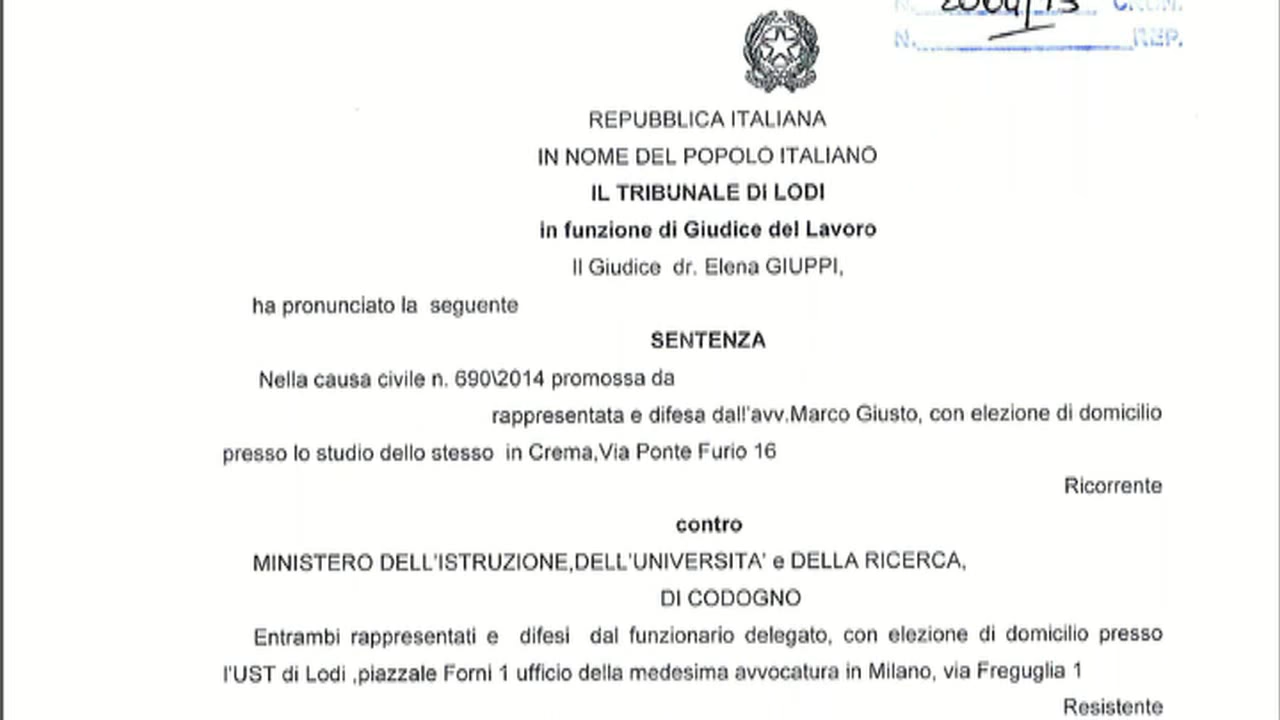 N. CRON.
N. REP.
REPUBBLICA ITALIANA
IN NOME DEL POPOLO ITALIANO
IL TRIBUNALE DI LODI
in funzione di Giudice del Lavoro
Il Giudice dr. Elena GIUPPI,
ha pronunciato la seguente
SENTENZA
Nella causa civile n. 690\2014 promossa da
rappresentata e difesa dall'avv.Marco Giusto, con elezione di domicilio
presso lo studio dello stesso in Crema,Via Ponte Furio 16
Ricorrente
contro
MINISTERO DELL'ISTRUZIONE,DELL'UNIVERSITA' e DELLA RICERCA,
DI CODOGNO
Entrambi rappresentati e difesi dal funzionario delegato, con elezione di domicilio presso
l'UST di Lodi ,piazzale Forni 1 ufficio della medesima avvocatura in Milano, via Freguglia 1
Resistente